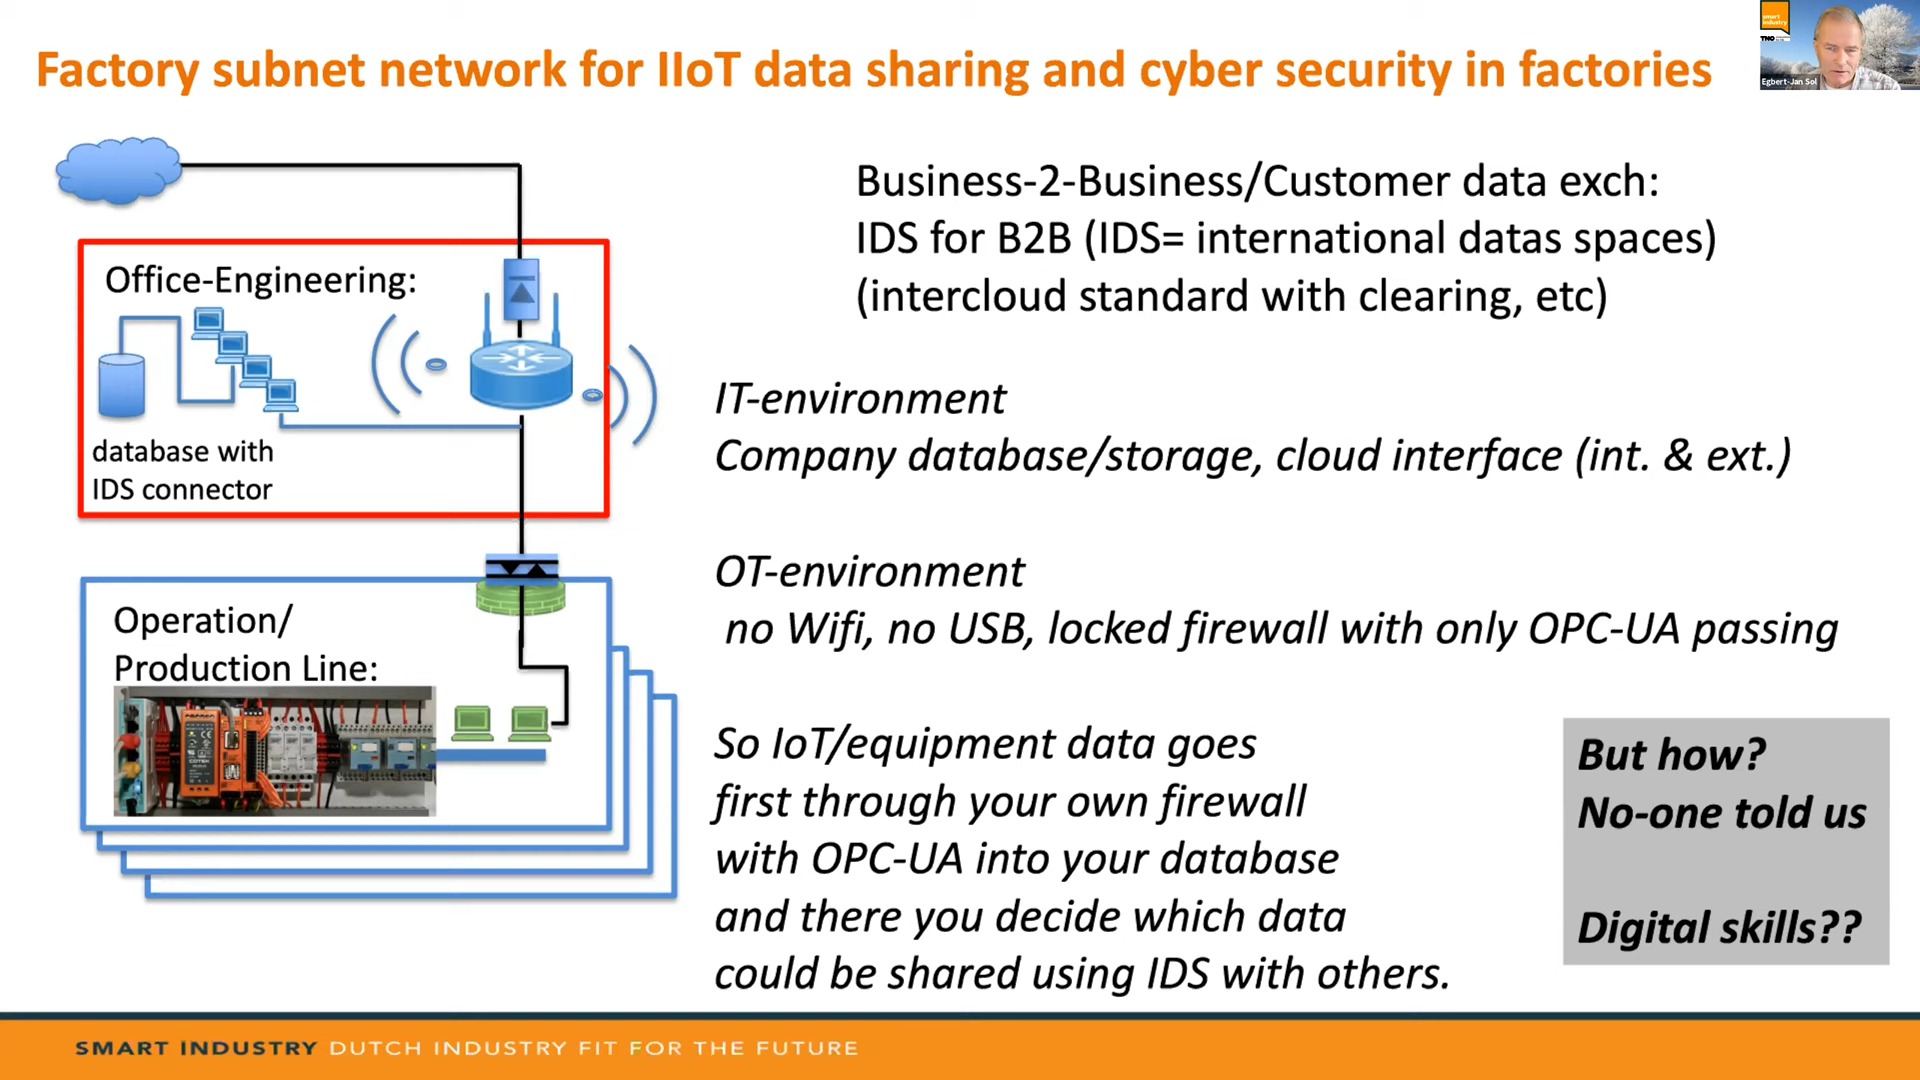 Factory subnet network for IIoT data sharing and cyber security in factories
smart
industry
TNO
Egbert-Jan Sol
Business-2-Business/Customer data exch:
IDS for B2B (IDS= international datas spaces)
(intercloud standard with clearing, etc)
Office-Engineering:
database with
IDS connector
IT-environment
Company database/storage, cloud interface (int. & ext.)
OT-environment
no Wifi, no USB, locked firewall with only OPC-UA passing
Operation/
Production Line:
So IoT/equipment data goes
first through your own firewall
with OPC-UA into your database
and there you decide which data
could be shared using IDS with others.
But how?
No-one told us
Digital skills??
SMART INDUSTRY DUTCH INDUSTRY FIT FOR THE FUTURE